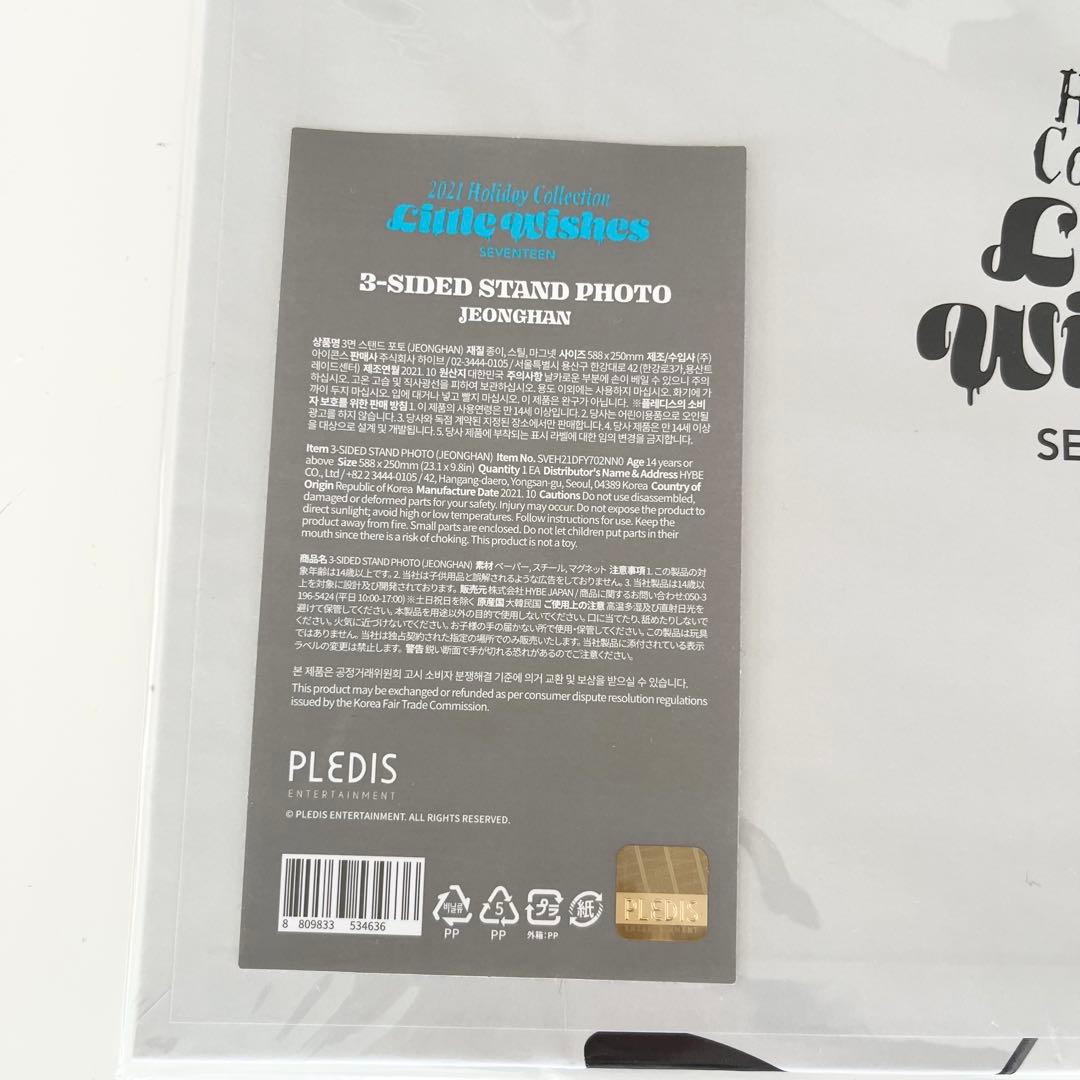 2021 Holiday Collection
Little Wishes
SEVENTEEN
3-SIDED STAND PHOTO
JEONGHAN
상품명 3면 스탠드 포토 (JEONGHAN) 재질 종이, 스틸, 마그넷 사이즈 588 x 250mm 제조/수입사 (주)
아이콘스 판매사 주식회사 하이브 / 02-3444-0105 / 서울특별시 용산구 한강대로 42 (한강로3가,용산트
레이드센터) 제조연월 2021. 10 원산지 대한민국 주의사항 날카로운 부분에 손이 베일 수 있으니 주의
하십시오. 고온 고습 및 직사광선을 피하여 보관하십시오. 용도 이외에는 사용하지 마십시오. 화기에 가
까이 두지 마십시오. 입에 대거나 넣고 빨지 마십시오. 이 제품은 완구가 아닙니다. ※플레디스의 소비
자 보호를 위한 판매 방침 1. 이 제품의 사용연령은 만 14세 이상입니다. 2. 당사는 어린이용품으로 오인될
광고를 하지 않습니다. 3. 당사와 독점 계약된 지정된 장소에서만 판매합니다. 4. 당사 제품은 만 14세 이상
을 대상으로 설계 및 개발됩니다. 5. 당사 제품에 부착되는 표시 라벨에 대한 임의 변경을 금지합니다.
Item 3-SIDED STAND PHOTO (JEONGHAN) Item No. SVEH21DFY702NN0 Age 14 years or
above Size 588 x 250mm (23.1 x 9.8in) Quantity 1 EA Distributor's Name & Address HYBE
CO., Ltd / +82 2 3444-0105 / 42, Hangang-daero, Yongsan-gu, Seoul, 04389 Korea Country of
Origin Republic of Korea Manufacture Date 2021. 10 Cautions Do not use disassembled,
damaged or deformed parts for your safety. Injury may occur. Do not expose the product to
direct sunlight; avoid high or low temperatures. Follow instructions for use. Keep the
product away from fire. Small parts are enclosed. Do not let children put parts in their
mouth since there is a risk of choking. This product is not a toy.
商品名 3-SIDED STAND PHOTO (JEONGHAN) 素材 ペーパー, スチール, マグネット 注意事項 1. この製品の対
象年齢は14歳以上です。2. 当社は子供用品と誤解されるような広告をしておりません。3. 当社製品は14歳以
上を対象に設計及び開発されております。販売元 株式会社 HYBE JAPAN / 商品に関するお問い合わせ:050-3
196-5424 (平日 10:00-17:00) ※土日祝日を除く 原産国 大韓民国 ご使用上の注意 高温多湿及び直射日光を
避けて保管してください。本製品を用途以外の目的で使用しないでください。口に当てたり、舐めたりしないで
ください。火気に近づけないでください。お子様の手の届かない所で使用・保管してください。この製品は玩具
ではありません。当社は独占契約された指定の場所でのみ販売いたします。当社製品に添付されている表示
ラベルの変更は禁止します。警告 鋭い断面で手が切れる恐れがあるのでご注意ください。
본 제품은 공정거래위원회 고시 소비자 분쟁해결 기준에 의거 교환 및 보상을 받으실 수 있습니다.
This product may be exchanged or refunded as per consumer dispute resolution regulations
issued by the Korea Fair Trade Commission.
PLEDIS
ENTERTAINMENT
© PLEDIS ENTERTAINMENT. ALL RIGHTS RESERVED.
8 809833 534636
비닐류
PP
5
PP
プラ
外箱:PP
紙
PLEDIS
ENTERTAINMENT
H
Co
Li
Wi
SE